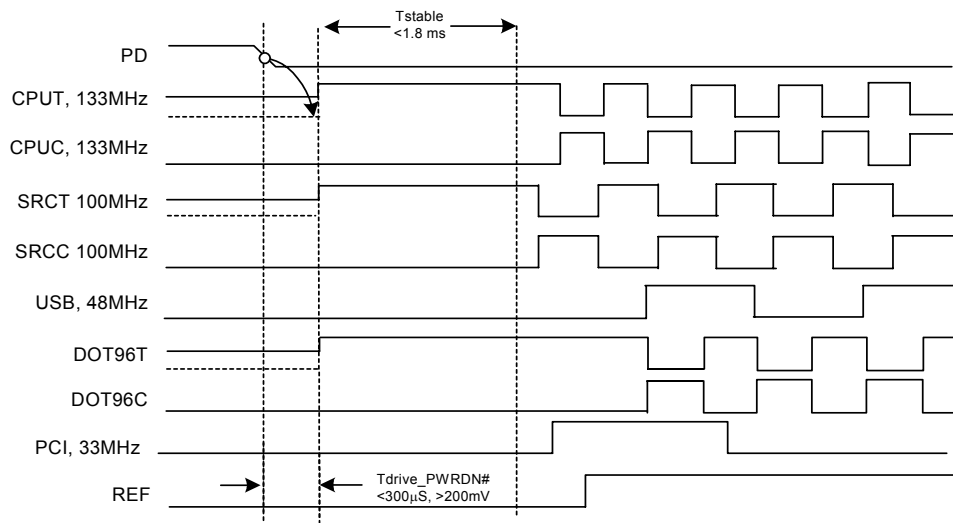 Tstable
<1.8 ms
PD
CPUT, 133MHz
CPUC, 133MHz
SRCT 100MHz
SRCC 100MHz
USB, 48MHz
DOT96T
DOT96C
PCI, 33MHz
Tdrive_PWRDN#
<300µS, >200mV
REF